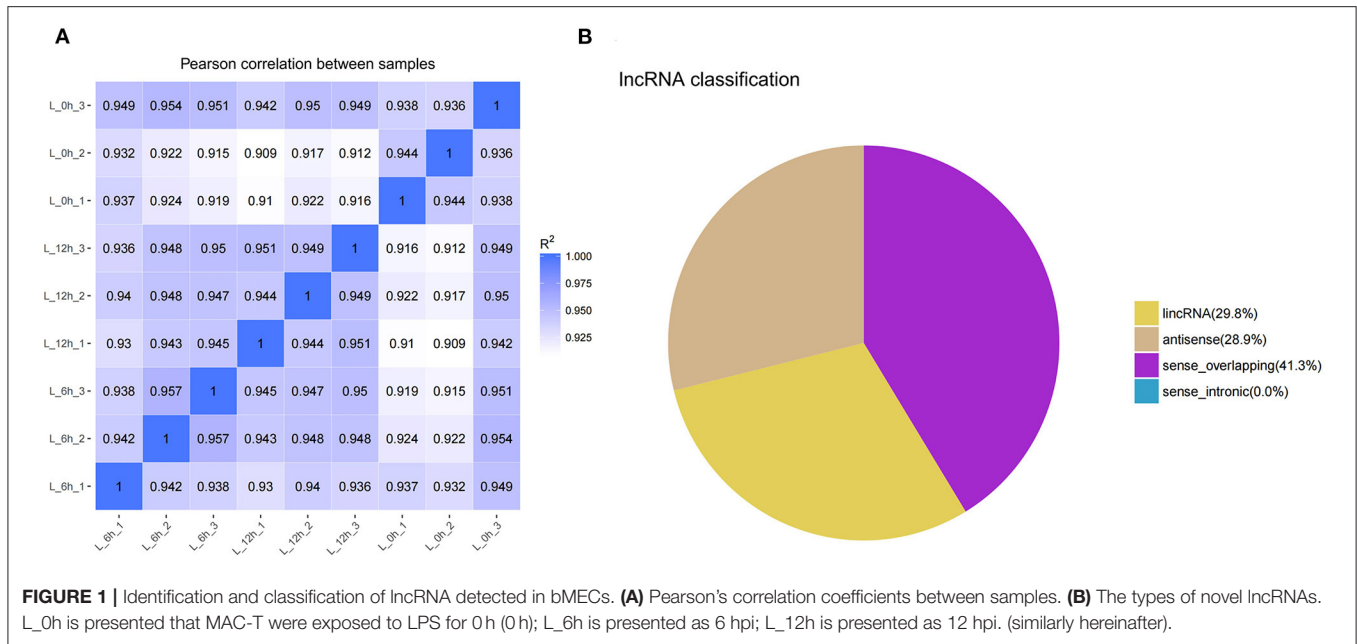 A
Pearson correlation between samples
L_0h_3 0.949 0.954 0.951 0.942 0.95 0.949 0.938 0.936 1
L_0h_2 0.932 0.922 0.915 0.909 0.917 0.912 0.944 1 0.936
L_0h_1 0.937 0.924 0.919 0.91 0.922 0.916 1 0.944 0.938
L_12h_3 0.936 0.948 0.95 0.951 0.949 1 0.916 0.912 0.949
L_12h_2 0.94 0.948 0.947 0.944 1 0.949 0.922 0.917 0.95
L_12h_1 0.93 0.943 0.945 1 0.944 0.951 0.91 0.909 0.942
L_6h_3 0.938 0.957 1 0.945 0.947 0.95 0.919 0.915 0.951
L_6h_2 0.942 1 0.957 0.943 0.948 0.948 0.924 0.922 0.954
L_6h_1 1 0.942 0.938 0.93 0.94 0.936 0.937 0.932 0.949
L_6h_1 L_6h_2 L_6h_3 L_12h_1 L_12h_2 L_12h_3 L_0h_1 L_0h_2 L_0h_3
R²
1.000
0.975
0.950
0.925
B
lncRNA classification
lincRNA(29.8%)
antisense(28.9%)
sense_overlapping(41.3%)
sense_intronic(0.0%)
FIGURE 1 | Identification and classification of lncRNA detected in bMECs. (A) Pearson's correlation coefficients between samples. (B) The types of novel lncRNAs.
L_0h is presented that MAC-T were exposed to LPS for 0 h (0 h); L_6h is presented as 6 hpi; L_12h is presented as 12 hpi. (similarly hereinafter).